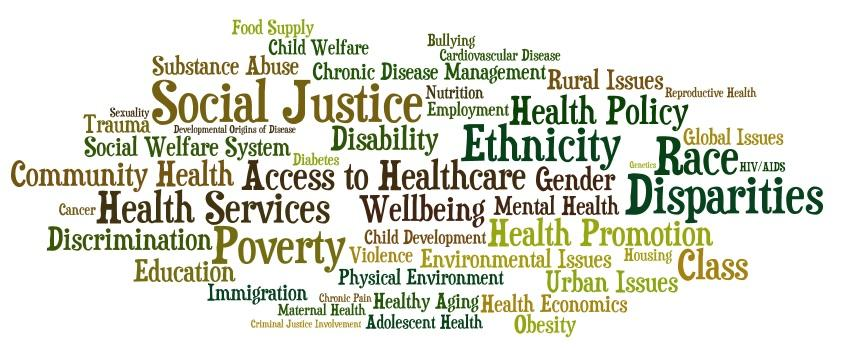 Food Supply
Child Welfare
Bullying
Cardiovascular Disease
Substance Abuse
Chronic Disease Management
Rural Issues
Social Justice
Nutrition
Reproductive Health
Sexuality
Employment
Health Policy
Trauma
Developmental Origins of Disease
Disability
Ethnicity
Global Issues
Social Welfare System
Diabetes
Genetics
Race
HIV/AIDS
Community Health
Access to Healthcare
Gender
Disparities
Cancer
Health Services
Wellbeing
Mental Health
Discrimination
Poverty
Child Development
Health Promotion
Violence
Environmental Issues
Housing
Class
Education
Physical Environment
Urban Issues
Immigration
Chronic Pain
Healthy Aging
Health Economics
Maternal Health
Criminal Justice Involvement
Adolescent Health
Obesity